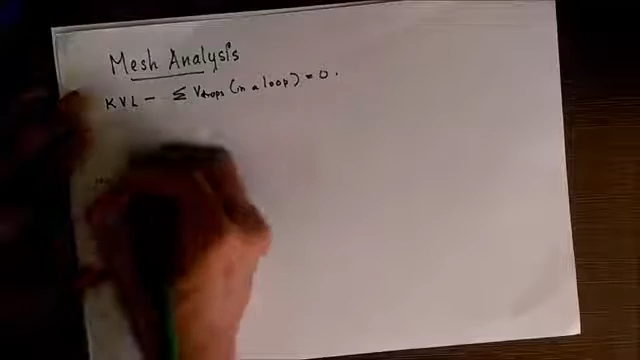 Mesh Analysis
KVL - Σ Vdrops (in a loop) = 0.